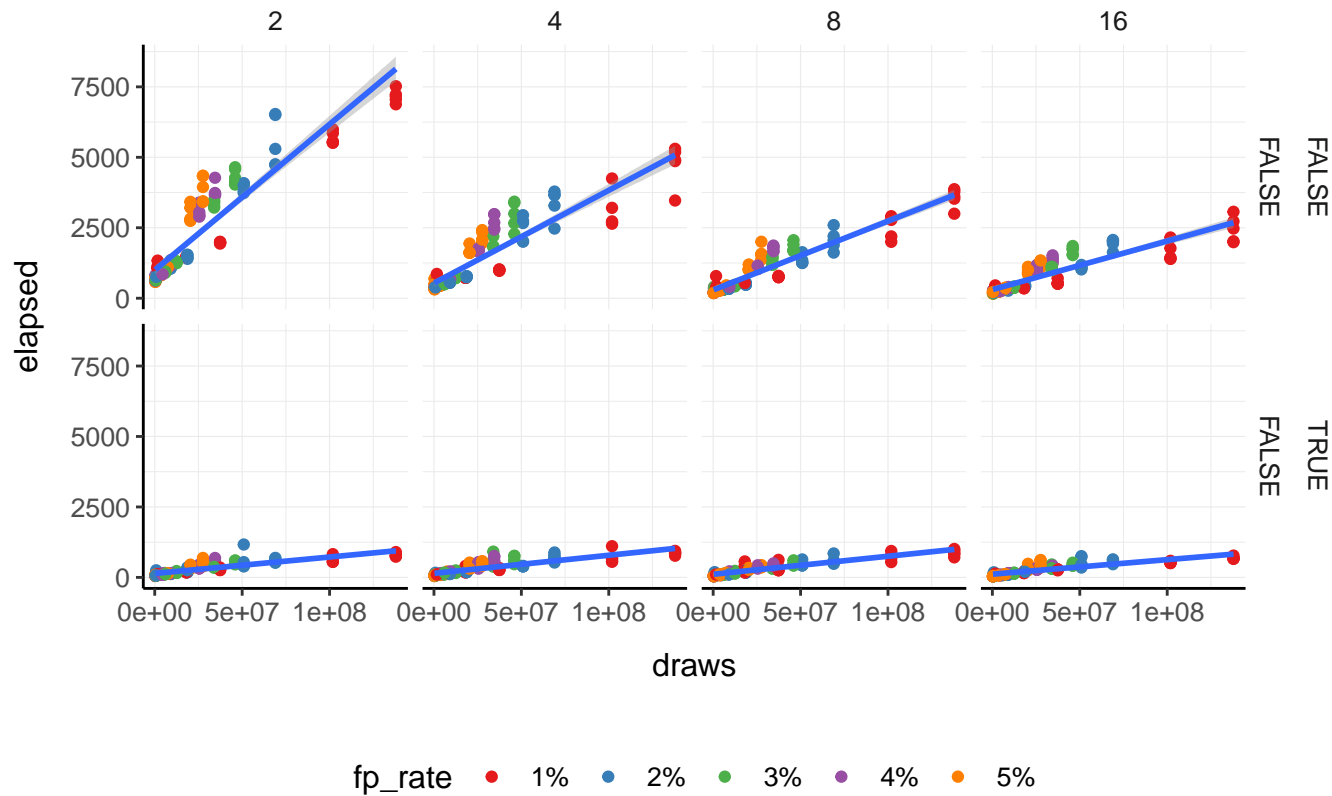 2 4 8 16
7500
5000
2500
0
FALSE FALSE
elapsed
7500
5000
2500
0
FALSE TRUE
0e+00 5e+07 1e+08 0e+00 5e+07 1e+08 0e+00 5e+07 1e+08 0e+00 5e+07 1e+08
draws
fp_rate 1% 2% 3% 4% 5%